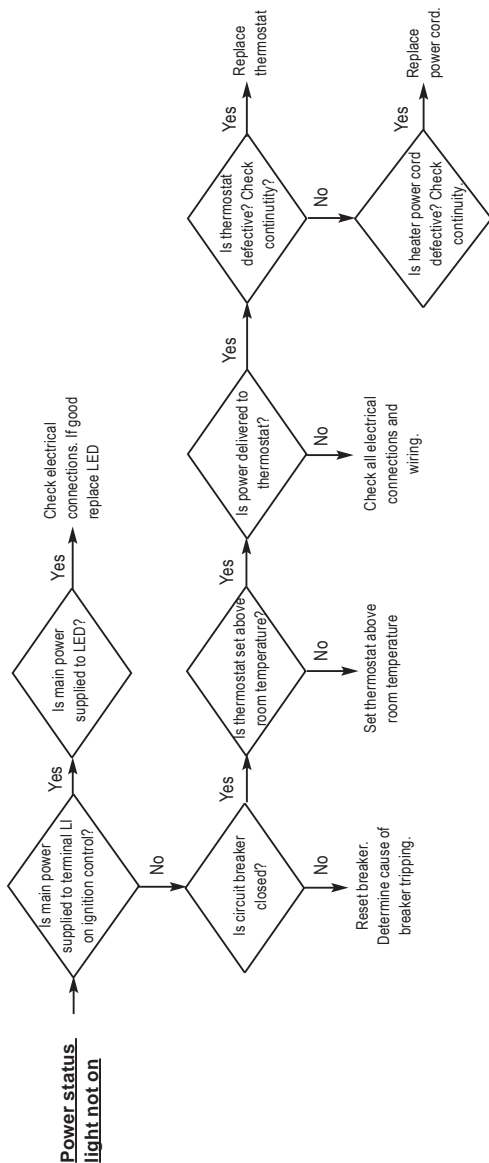 Power status
light not on
Is main power
supplied to terminal LI
on ignition control?
Yes
Is main power
supplied to LED?
Yes
Check electrical
connections. If good
replace LED
No
Is circuit breaker
closed?
No
Reset breaker.
Determine cause of
breaker tripping.
Yes
Is thermostat set above
room temperature?
No
Set thermostat above
room temperature
Yes
Is power delivered to
thermostat?
No
Check all electrical
connections and
wiring.
Yes
Is thermostat
defective? Check
continutity?
Yes
Replace
thermostat
No
Is heater power cord
defective? Check
continuity.
Yes
Replace
power cord.